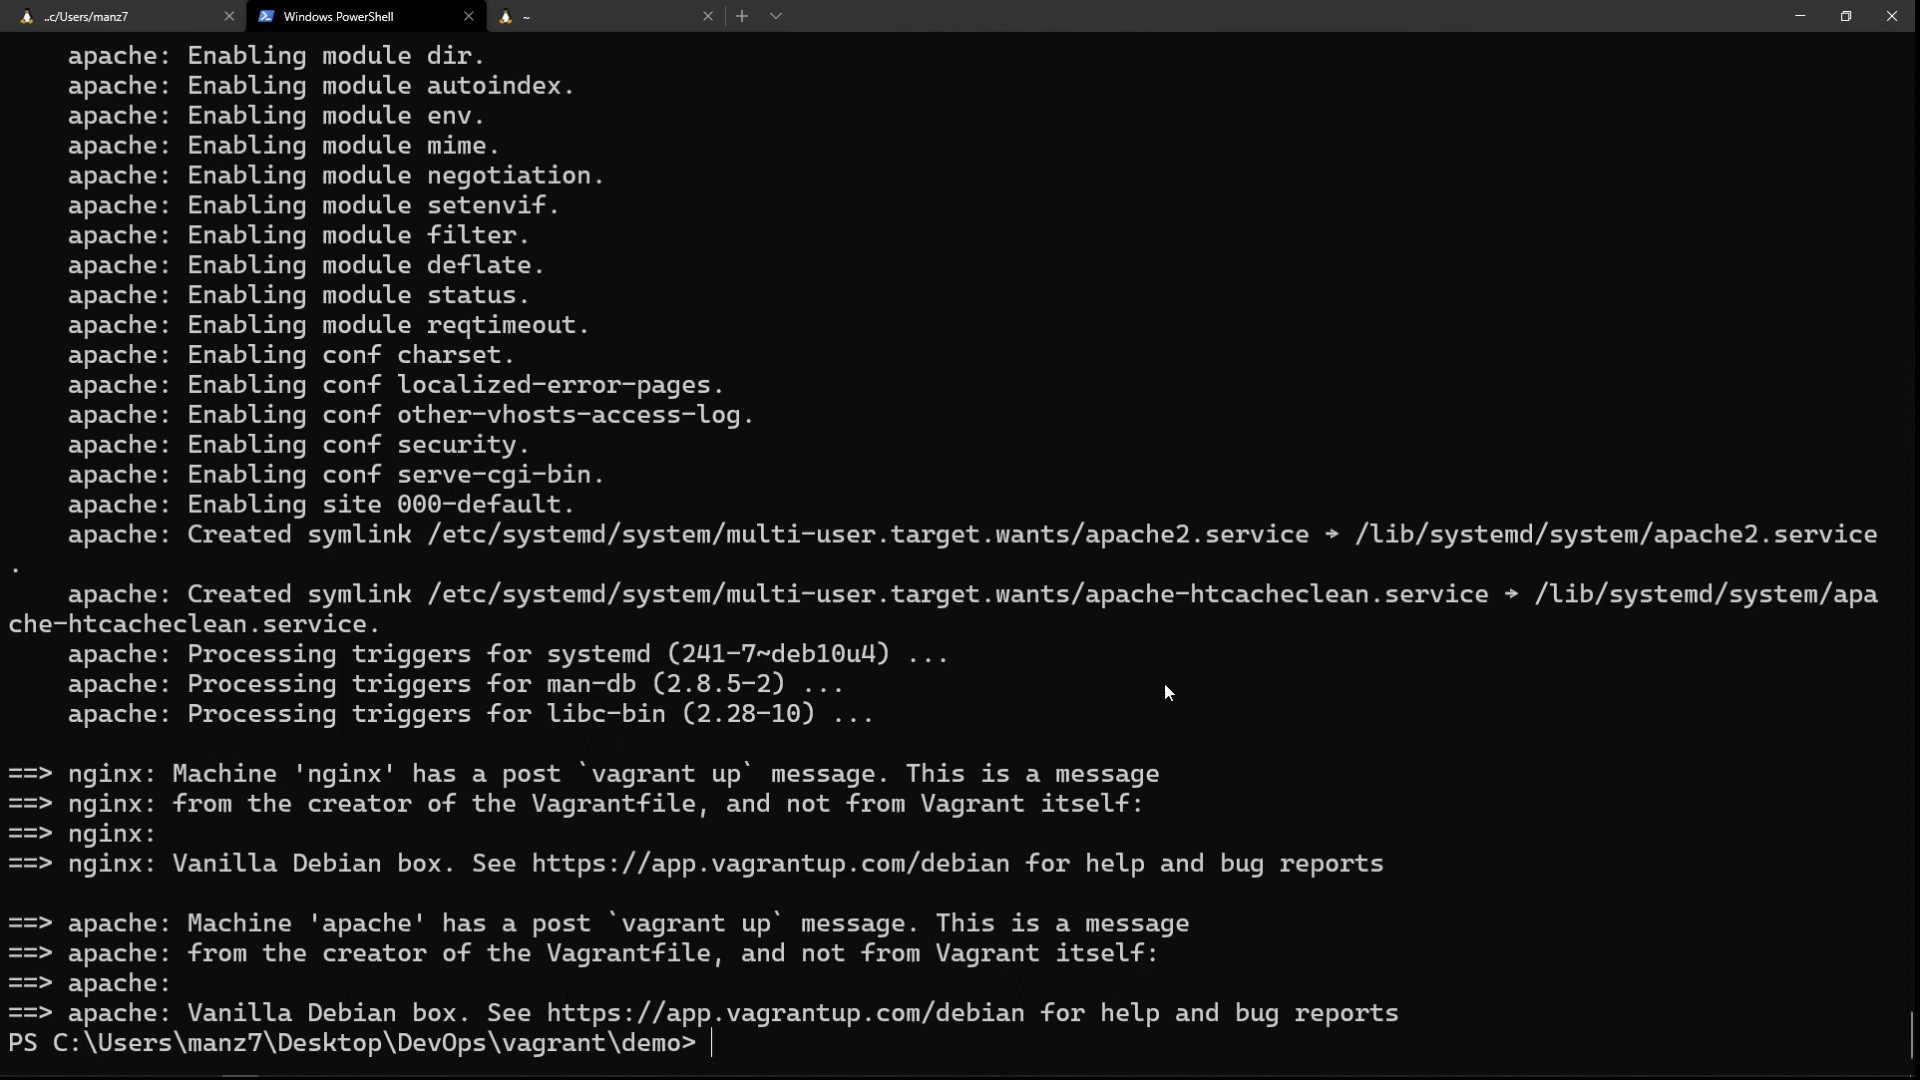 ..c/Users/manz7
Windows PowerShell
~
apache: Enabling module dir.
apache: Enabling module autoindex.
apache: Enabling module env.
apache: Enabling module mime.
apache: Enabling module negotiation.
apache: Enabling module setenvif.
apache: Enabling module filter.
apache: Enabling module deflate.
apache: Enabling module status.
apache: Enabling module reqtimeout.
apache: Enabling conf charset.
apache: Enabling conf localized-error-pages.
apache: Enabling conf other-vhosts-access-log.
apache: Enabling conf security.
apache: Enabling conf serve-cgi-bin.
apache: Enabling site 000-default.
apache: Created symlink /etc/systemd/system/multi-user.target.wants/apache2.service → /lib/systemd/system/apache2.service
.
apache: Created symlink /etc/systemd/system/multi-user.target.wants/apache-htcacheclean.service → /lib/systemd/system/apa
che-htcacheclean.service.
apache: Processing triggers for systemd (241-7~deb10u4) ...
apache: Processing triggers for man-db (2.8.5-2) ...
apache: Processing triggers for libc-bin (2.28-10) ...
==> nginx: Machine 'nginx' has a post `vagrant up` message. This is a message
==> nginx: from the creator of the Vagrantfile, and not from Vagrant itself:
==> nginx:
==> nginx: Vanilla Debian box. See https://app.vagrantup.com/debian for help and bug reports
==> apache: Machine 'apache' has a post `vagrant up` message. This is a message
==> apache: from the creator of the Vagrantfile, and not from Vagrant itself:
==> apache:
==> apache: Vanilla Debian box. See https://app.vagrantup.com/debian for help and bug reports
PS C:\Users\manz7\Desktop\DevOps\vagrant\demo>